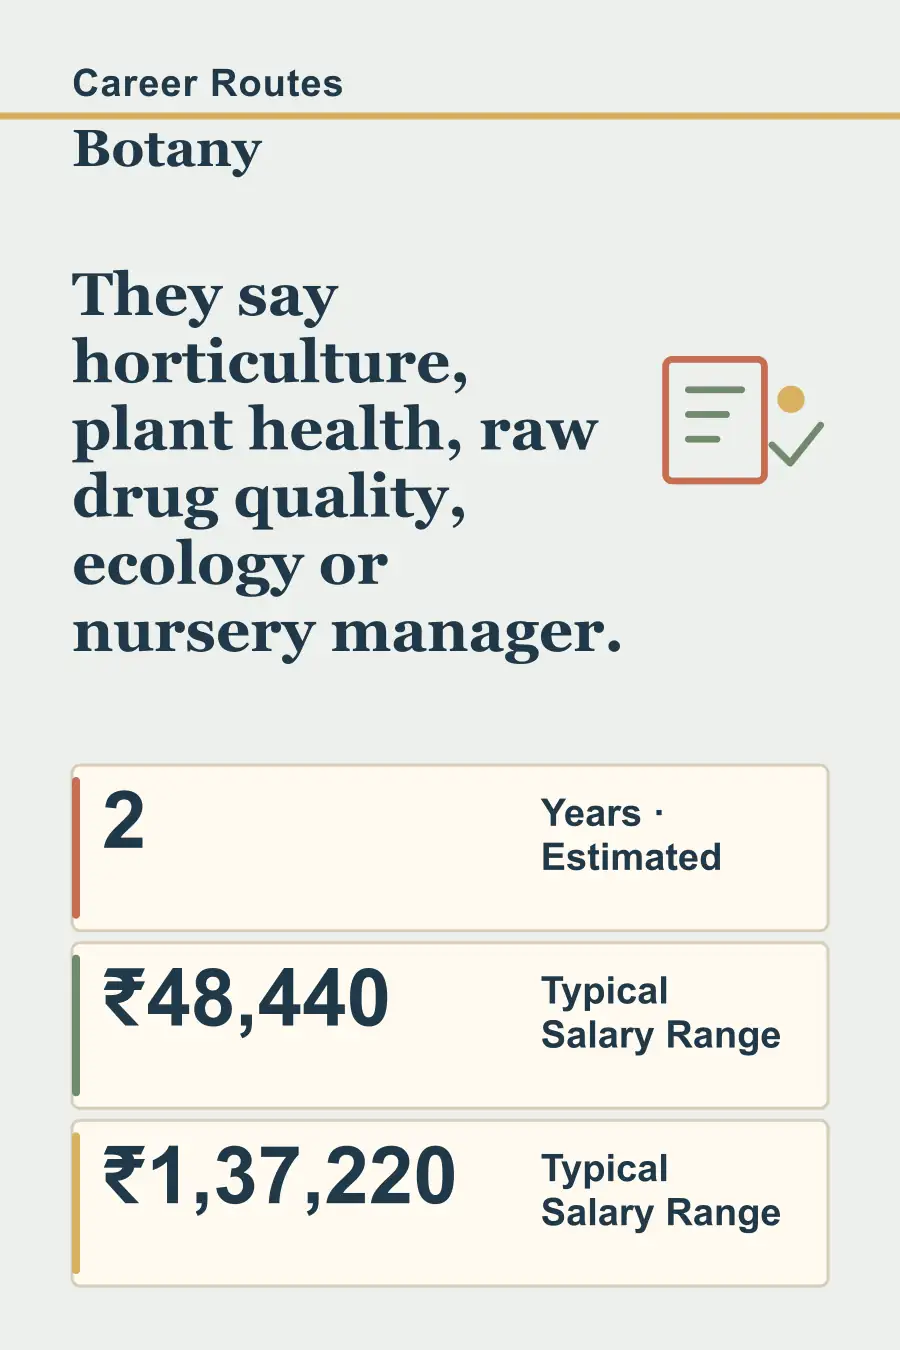 Career Routes
Botany
They say
horticulture,
plant health, raw
drug quality,
ecology or
nursery manager.
2
Years ·
Estimated
₹48,440
Typical
Salary Range
₹1,37,220
Typical
Salary Range